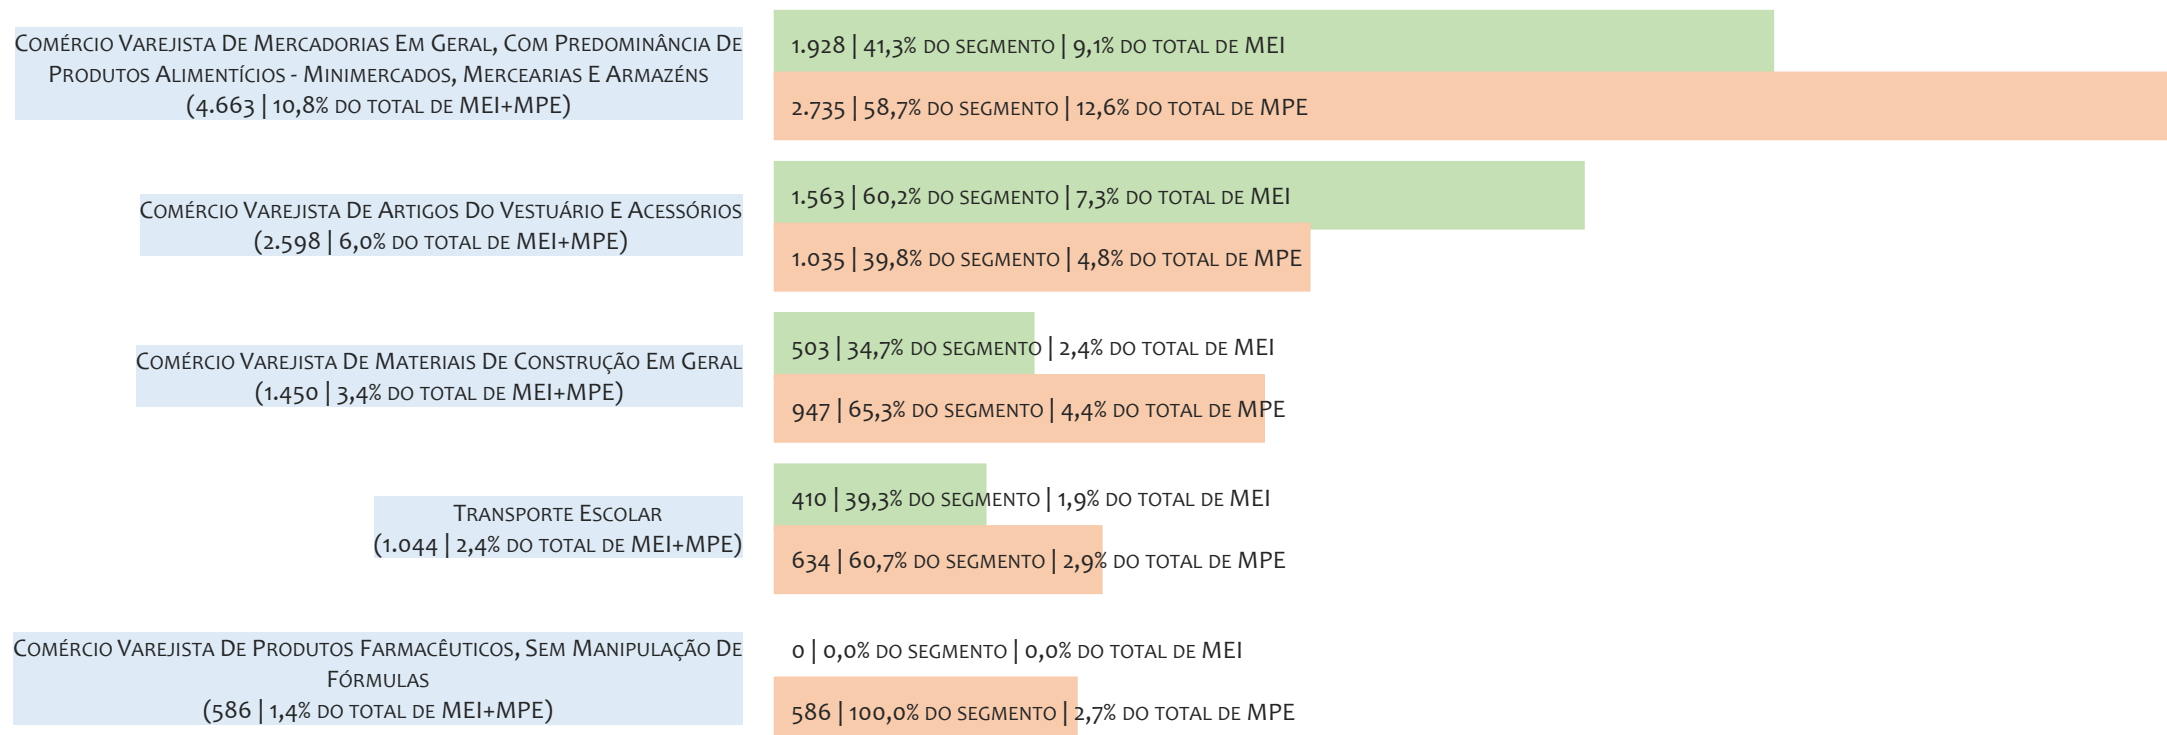 Comércio Varejista De Mercadorias Em Geral, Com Predominância De
Produtos Alimentícios - Minimercados, Mercearias E Armazéns
(4.663 | 10,8% do total de MEI+MPE)
1.928 | 41,3% do segmento | 9,1% do total de MEI
2.735 | 58,7% do segmento | 12,6% do total de MPE
Comércio Varejista De Artigos Do Vestuário E Acessórios
(2.598 | 6,0% do total de MEI+MPE)
1.563 | 60,2% do segmento | 7,3% do total de MEI
1.035 | 39,8% do segmento | 4,8% do total de MPE
Comércio Varejista De Materiais De Construção Em Geral
(1.450 | 3,4% do total de MEI+MPE)
503 | 34,7% do segmento | 2,4% do total de MEI
947 | 65,3% do segmento | 4,4% do total de MPE
Transporte Escolar
(1.044 | 2,4% do total de MEI+MPE)
410 | 39,3% do segmento | 1,9% do total de MEI
634 | 60,7% do segmento | 2,9% do total de MPE
Comércio Varejista De Produtos Farmacêuticos, Sem Manipulação De
Fórmulas
(586 | 1,4% do total de MEI+MPE)
0 | 0,0% do segmento | 0,0% do total de MEI
586 | 100,0% do segmento | 2,7% do total de MPE